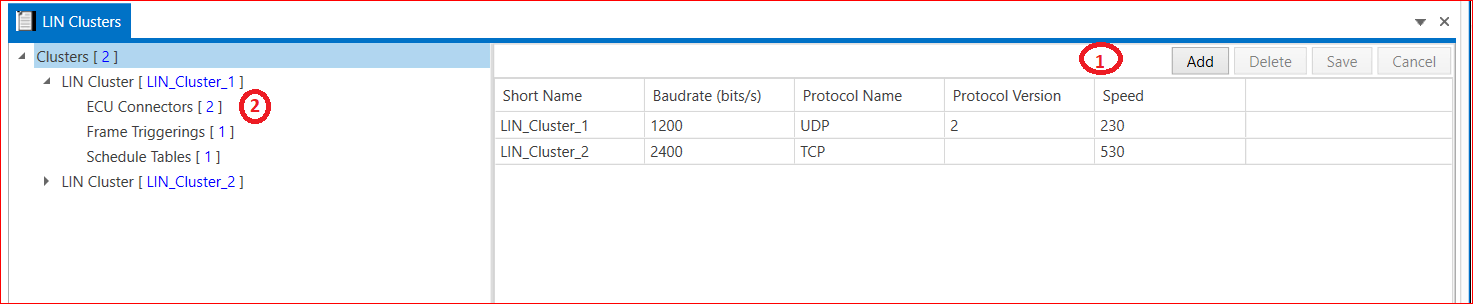 LIN Clusters
Clusters [ 2 ]
LIN Cluster [ LIN_Cluster_1 ]
ECU Connectors [ 2 ]
2
Frame Triggerings [ 1 ]
Schedule Tables [ 1 ]
LIN Cluster [ LIN_Cluster_2 ]
1
Add Delete Save Cancel
Short Name Baudrate (bits/s) Protocol Name Protocol Version Speed
LIN_Cluster_1 1200 UDP 2 230
LIN_Cluster_2 2400 TCP 530